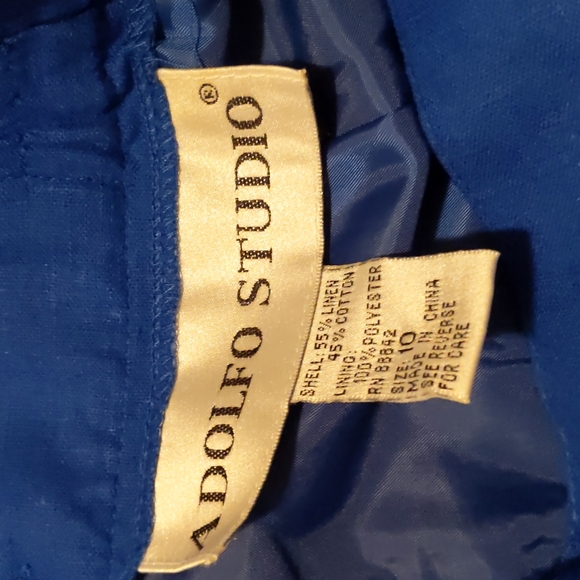 ADOLFO STUDIO®
SHELL: 55% LINEN
45% COTTON
LINING:
100% POLYESTER
RN 88842
SIZE: 10
MADE IN CHINA
SEE REVERSE
FOR CARE